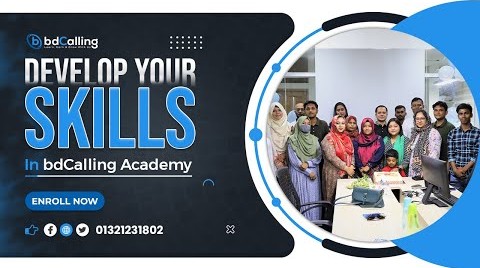 bdCalling
DEVELOP YOUR
SKILLS
In bdCalling Academy
ENROLL NOW
01321231802